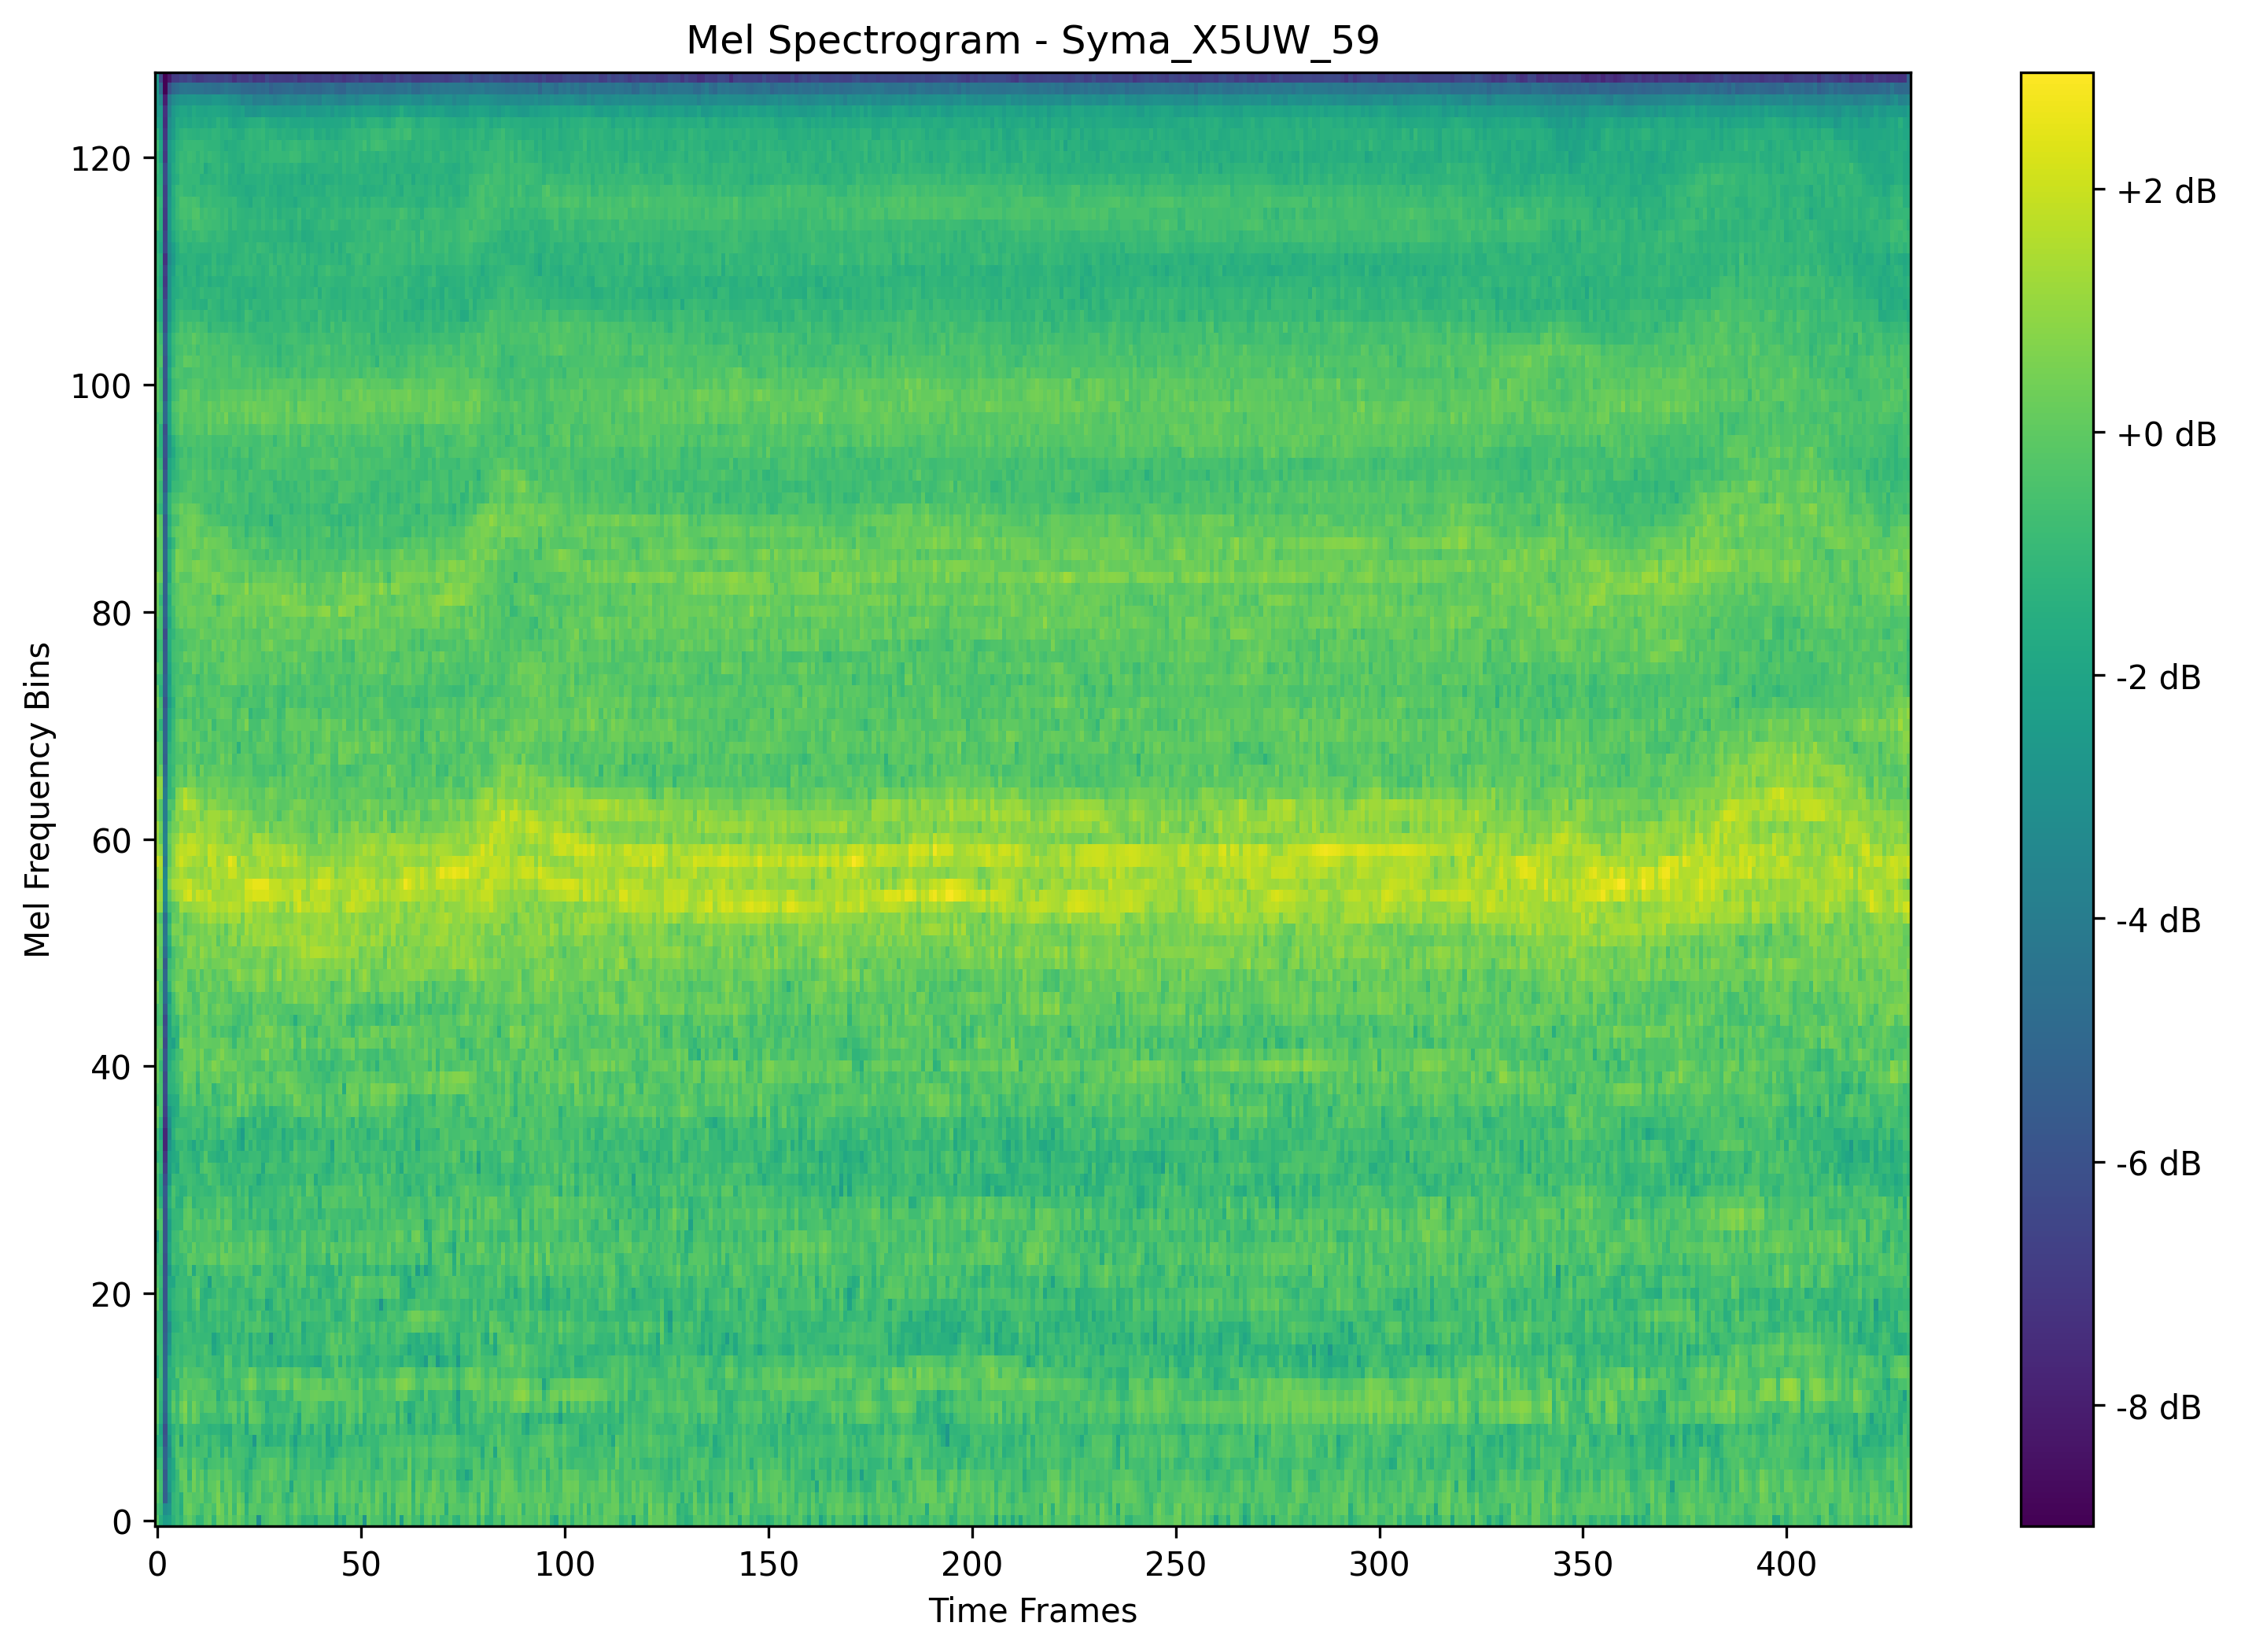 Mel Spectrogram - Syma_X5UW_59
Mel Frequency Bins
120
100
80
60
40
20
0
0 50 100 150 200 250 300 350 400
Time Frames
+2 dB
+0 dB
-2 dB
-4 dB
-6 dB
-8 dB